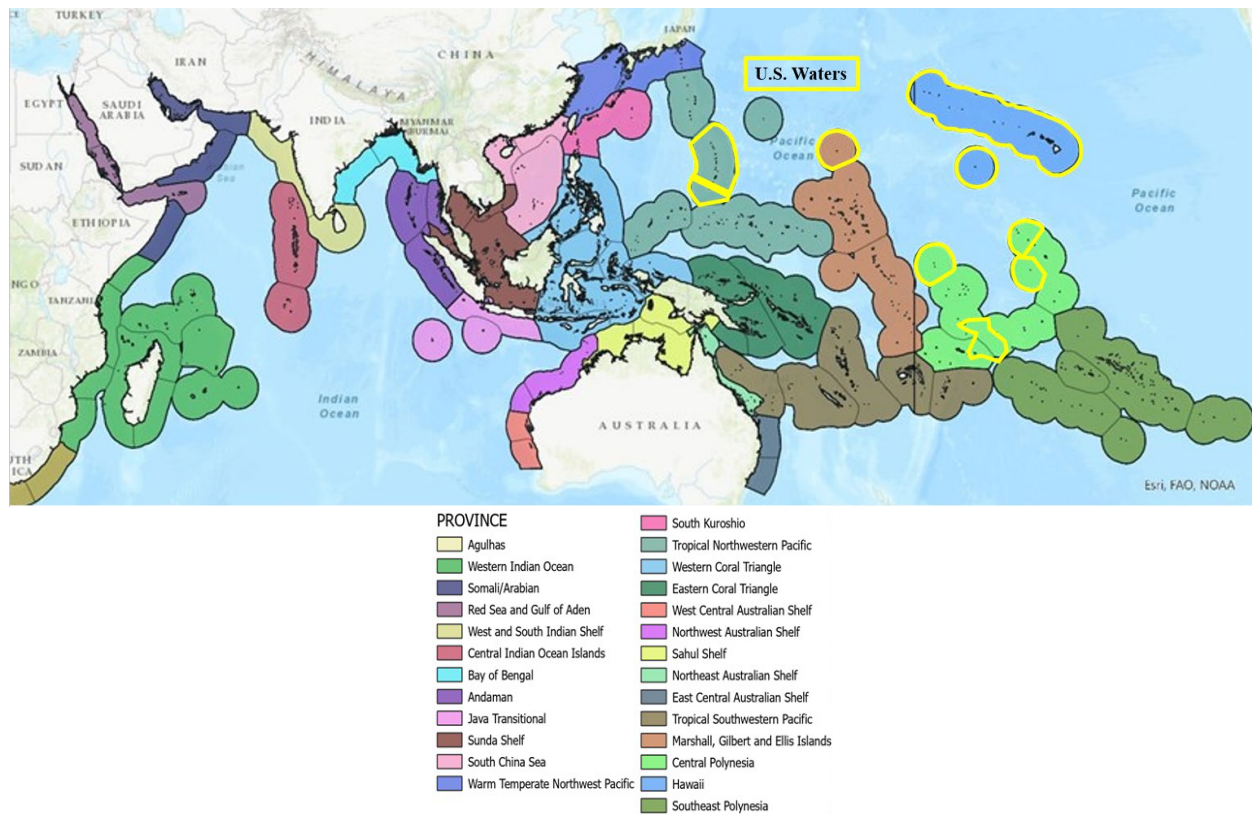 TURKEY
JAPAN
CHINA
IRAN
HIMALAYA
U.S. Waters
EGYPT
SAUDI
ARABIA
INDIA
MYANMAR
(BURMA)
Pacific
Ocean
SUDAN
Sea
Pacific
Ocean
ETHIOPIA
NGO
TANZANIA
ZAMBIA
Indian
Ocean
AUSTRALIA
UTH
ICA
Esri, FAO, NOAA
PROVINCE
Agulhas
Western Indian Ocean
Somali/Arabian
Red Sea and Gulf of Aden
West and South Indian Shelf
Central Indian Ocean Islands
Bay of Bengal
Andaman
Java Transitional
Sunda Shelf
South China Sea
Warm Temperate Northwest Pacific
South Kuroshio
Tropical Northwestern Pacific
Western Coral Triangle
Eastern Coral Triangle
West Central Australian Shelf
Northwest Australian Shelf
Sahul Shelf
Northeast Australian Shelf
East Central Australian Shelf
Tropical Southwestern Pacific
Marshall, Gilbert and Ellis Islands
Central Polynesia
Hawaii
Southeast Polynesia